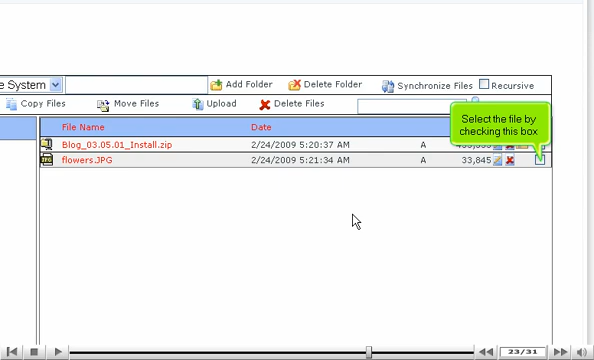 e System Add Folder Delete Folder Synchronize Files Recursive
Copy Files Move Files Upload Delete Files
Select the file by
checking this box
File Name Date
Blog_03.05.01_Install.zip 2/24/2009 5:20:37 AM A
flowers.JPG 2/24/2009 5:21:34 AM A 33,845
23/31